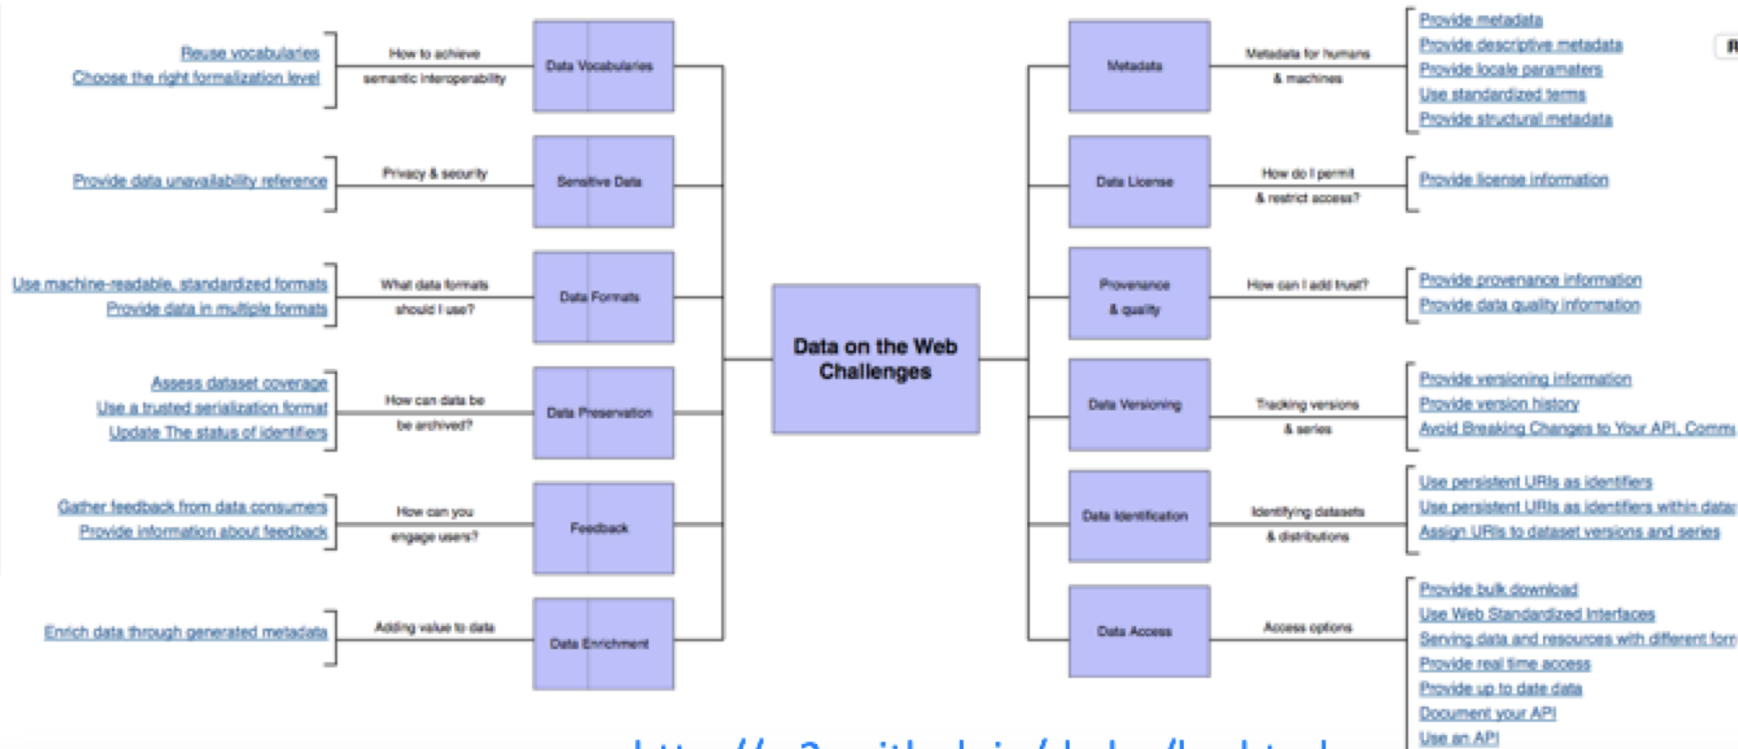 Reuse vocabularies
Choose the right formalization level
How to achieve
semantic interoperability
Data Vocabularies
Provide data unavailability reference
Privacy & security
Sensitive Data
Use machine-readable, standardized formats
Provide data in multiple formats
What data formats
should I use?
Data Formats
Assess dataset coverage
Use a trusted serialization format
Update The status of identifiers
How can data be
be archived?
Data Preservation
Gather feedback from data consumers
Provide information about feedback
How can you
engage users?
Feedback
Enrich data through generated metadata
Adding value to data
Data Enrichment
Data on the Web
Challenges
Metadata
Metadata for humans
& machines
Provide metadata
Provide descriptive metadata
Provide locale paramaters
Use standardized terms
Provide structural metadata
Data License
How do I permit
& restrict access?
Provide license information
Provenance
& quality
How can I add trust?
Provide provenance information
Provide data quality information
Data Versioning
Tracking versions
& series
Provide versioning information
Provide version history
Avoid Breaking Changes to Your API,
Data Identification
Identifying datasets
& distributions
Use persistent URIs as identifiers
Use persistent URIs as identifiers within
Assign URIs to dataset versions and series
Data Access
Access options
Provide bulk download
Use Web Standardized Interfaces
Serving data and resources with different
Provide real time access
Provide up to date data
Document your API
Use an API